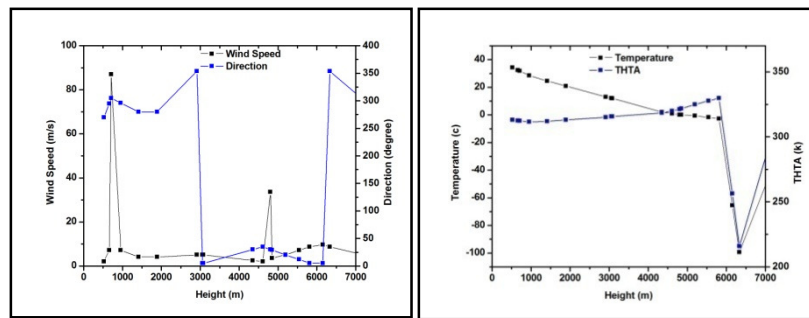 Wind Speed
Direction
100
80
60
40
20
0
400
350
300
250
200
150
100
50
0
0 1000 2000 3000 4000 5000 6000 7000
Wind Speed (m/s)
Direction (degree)
Height (m)
Temperature
THTA
40
20
0
-20
-40
-60
-80
-100
350
300
250
200
0 1000 2000 3000 4000 5000 6000 7000
Temperature (c)
THTA (k)
Height (m)